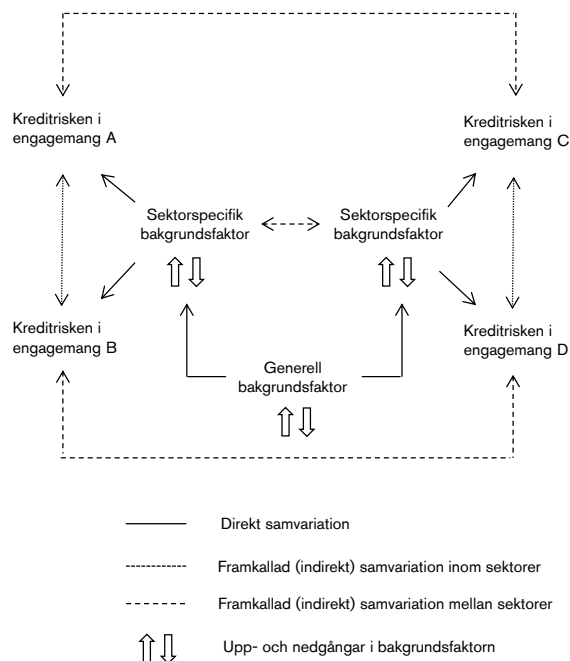 Kreditrisken i
engagemang A
Kreditrisken i
engagemang C
Sektorspecifik
bakgrundsfaktor
Sektorspecifik
bakgrundsfaktor
Kreditrisken i
engagemang B
Kreditrisken i
engagemang D
Generell
bakgrundsfaktor
Direkt samvariation
Framkallad (indirekt) samvariation inom sektorer
Framkallad (indirekt) samvariation mellan sektorer
Upp- och nedgångar i bakgrundsfaktorn